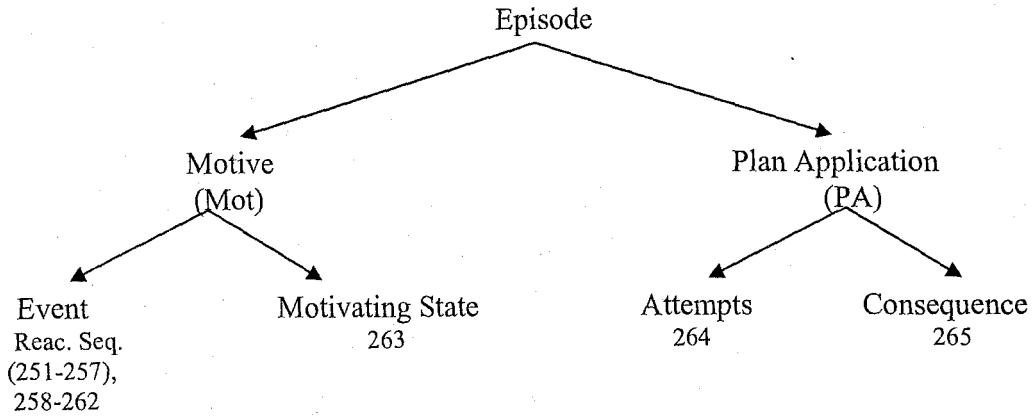 Episode
Motive
(Mot)
Plan Application
(PA)
Event
Reac. Seq.
(251-257),
258-262
Motivating State
263
Attempts
264
Consequence
265